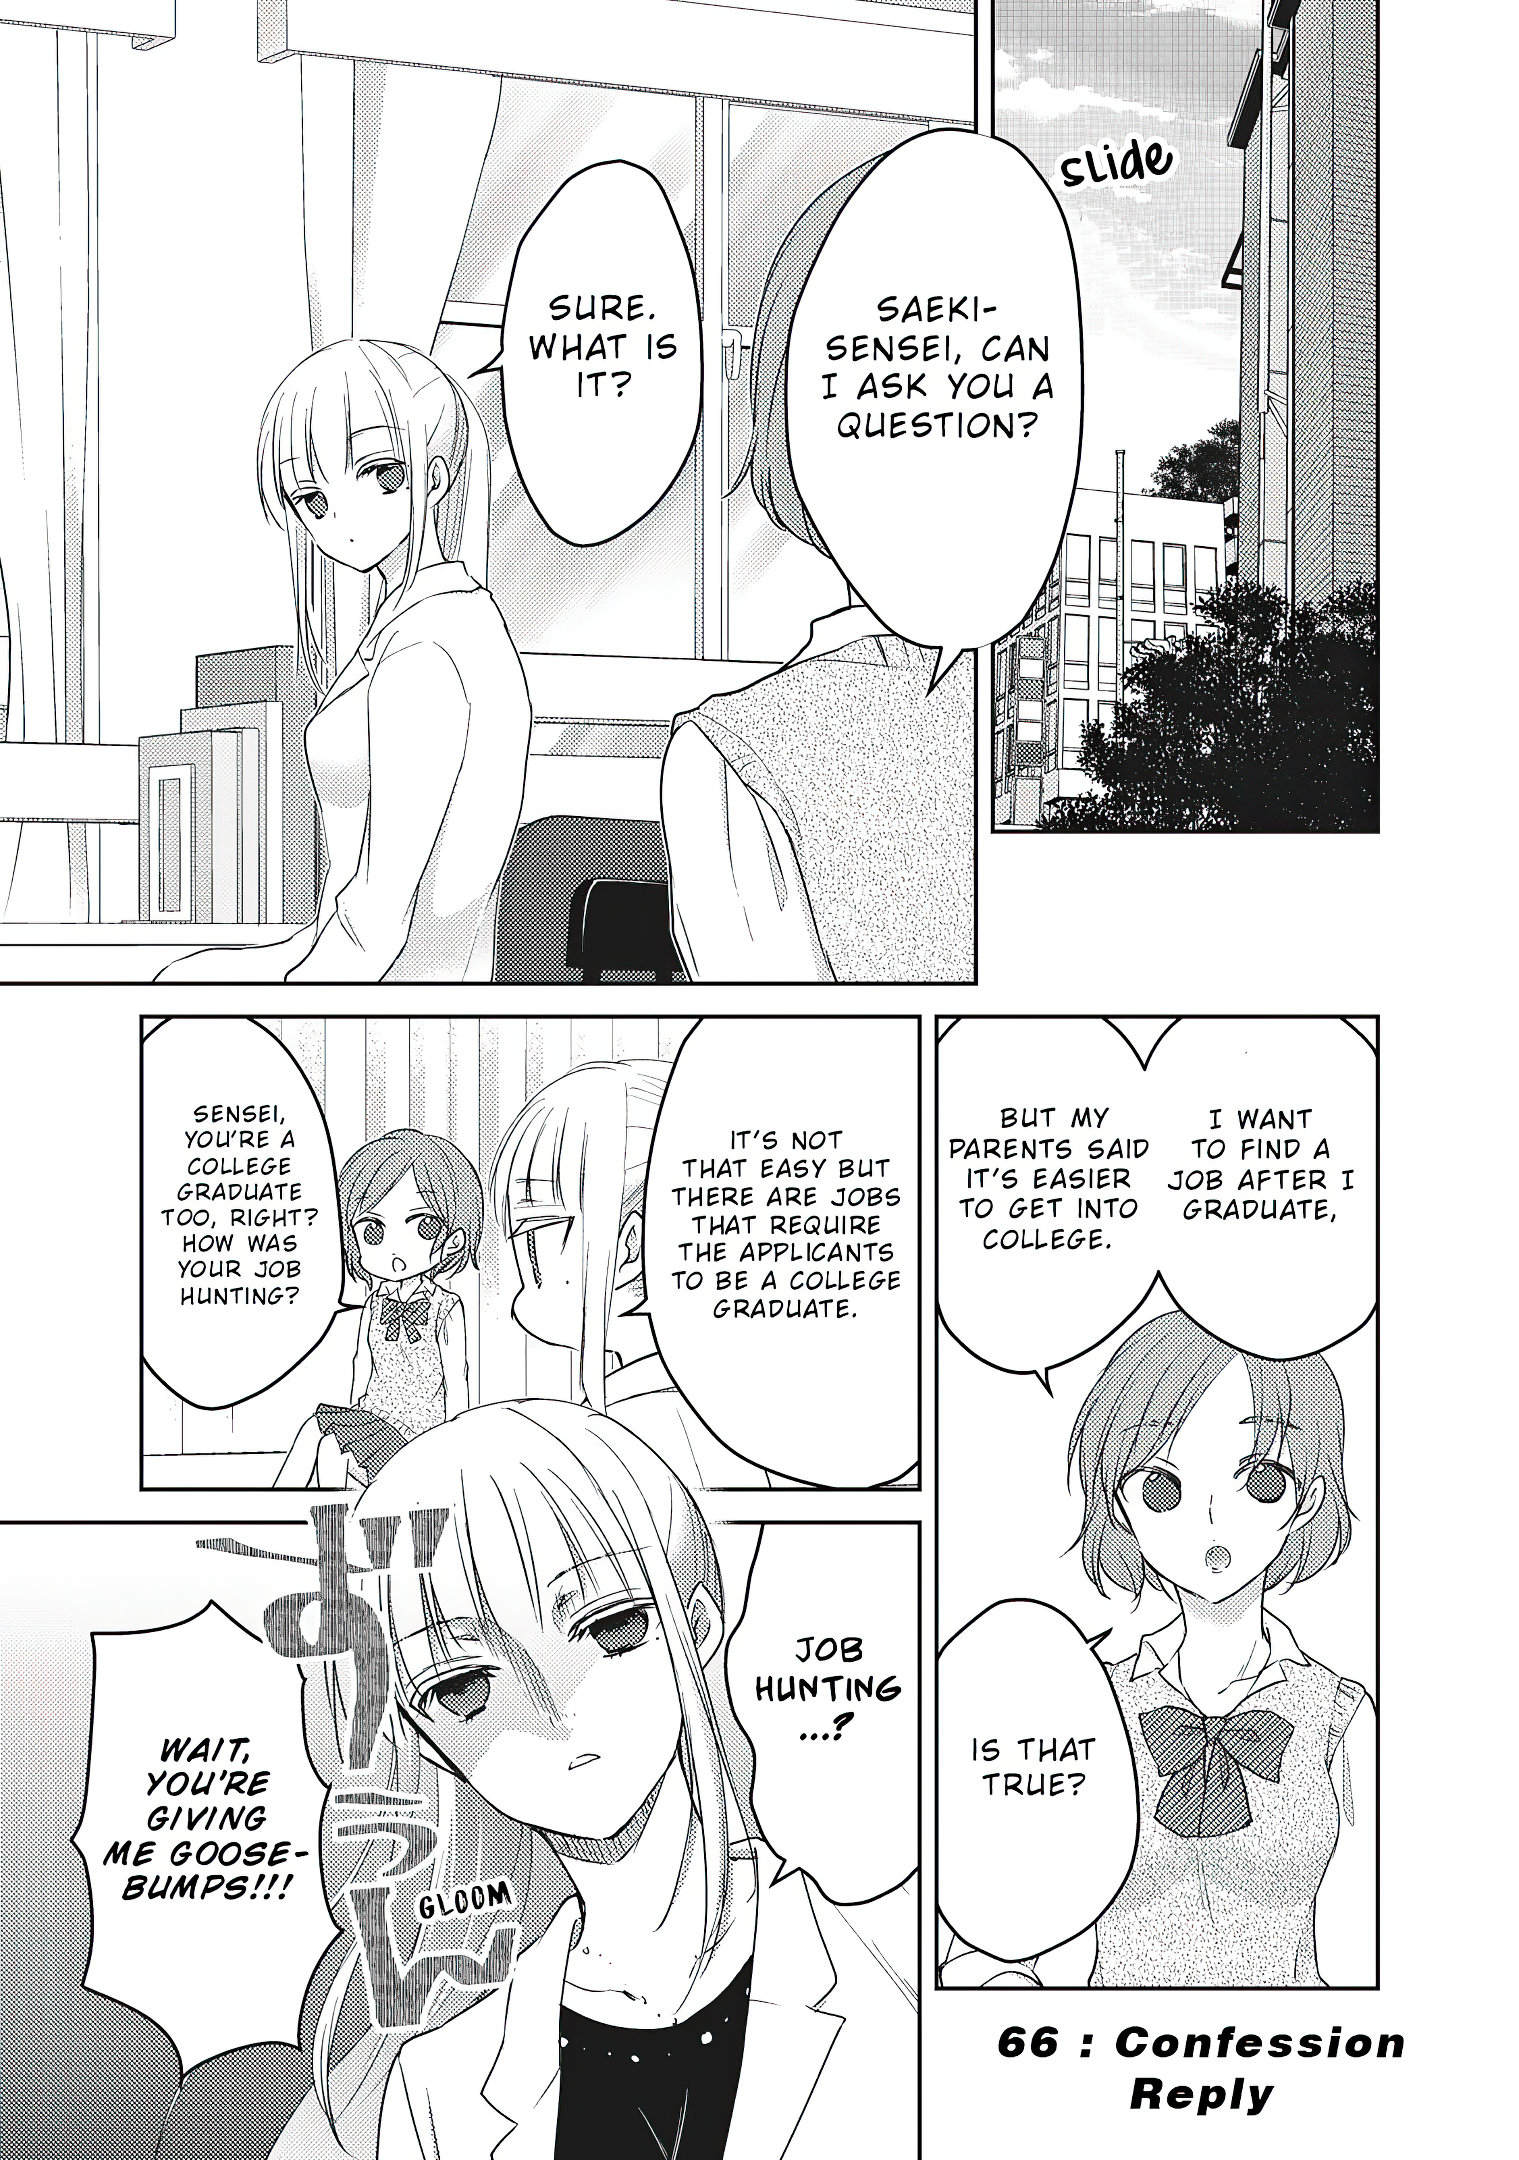 SLIDE
SAEKI-
SENSEI, CAN
I ASK YOU A
QUESTION?
SURE.
WHAT IS
IT?
I WANT
TO FIND A
JOB AFTER I
GRADUATE,
BUT MY
PARENTS SAID
IT'S EASIER
TO GET INTO
COLLEGE.
IS THAT
TRUE?
IT'S NOT
THAT EASY BUT
THERE ARE JOBS
THAT REQUIRE
THE APPLICANTS
TO BE A COLLEGE
GRADUATE.
SENSEI,
YOU'RE A
COLLEGE
GRADUATE
TOO, RIGHT?
HOW WAS
YOUR JOB
HUNTING?
JOB
HUNTING
...?
GLOOM
WAIT,
YOU'RE
GIVING
ME GOOSE-
BUMPS!!!
66 : Confession
Reply